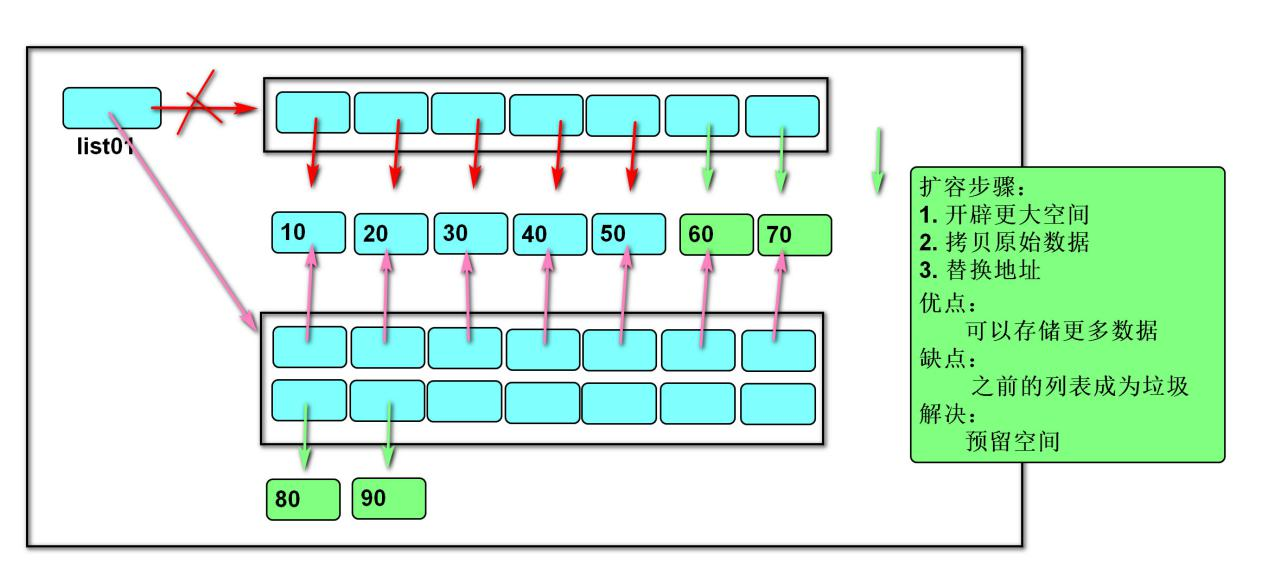 list01
10 20 30 40 50 60 70
80 90
扩容步骤：
1. 开辟更大空间
2. 拷贝原始数据
3. 替换地址
优点：
可以存储更多数据
缺点：
之前的列表成为垃圾
解决：
预留空间